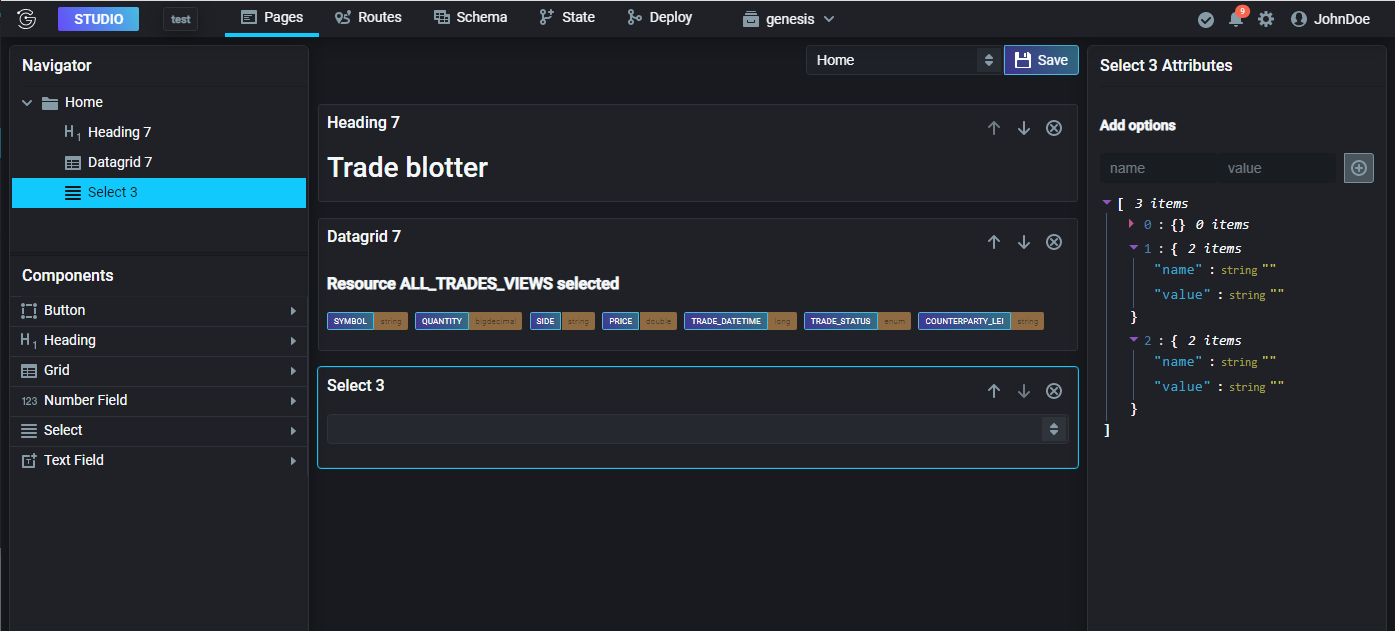 STUDIO test Pages Routes Schema State Deploy genesis 9 JohnDoe
Navigator
Home
H1 Heading 7
Datagrid 7
Select 3
Components
Button
H1 Heading
Grid
123 Number Field
Select
T Text Field
Home Save
Heading 7
Trade blotter
Datagrid 7
Resource ALL_TRADES_VIEWS selected
SYMBOL string QUANTITY bigdecimal SIDE string PRICE double TRADE_DATETIME long TRADE_STATUS enum COUNTERPARTY_LEI string
Select 3
Select 3 Attributes
Add options
name value
[ 3 items
0 : {} 0 items
1 : { 2 items
"name" : string ""
"value" : string ""
}
2 : { 2 items
"name" : string ""
"value" : string ""
}
]